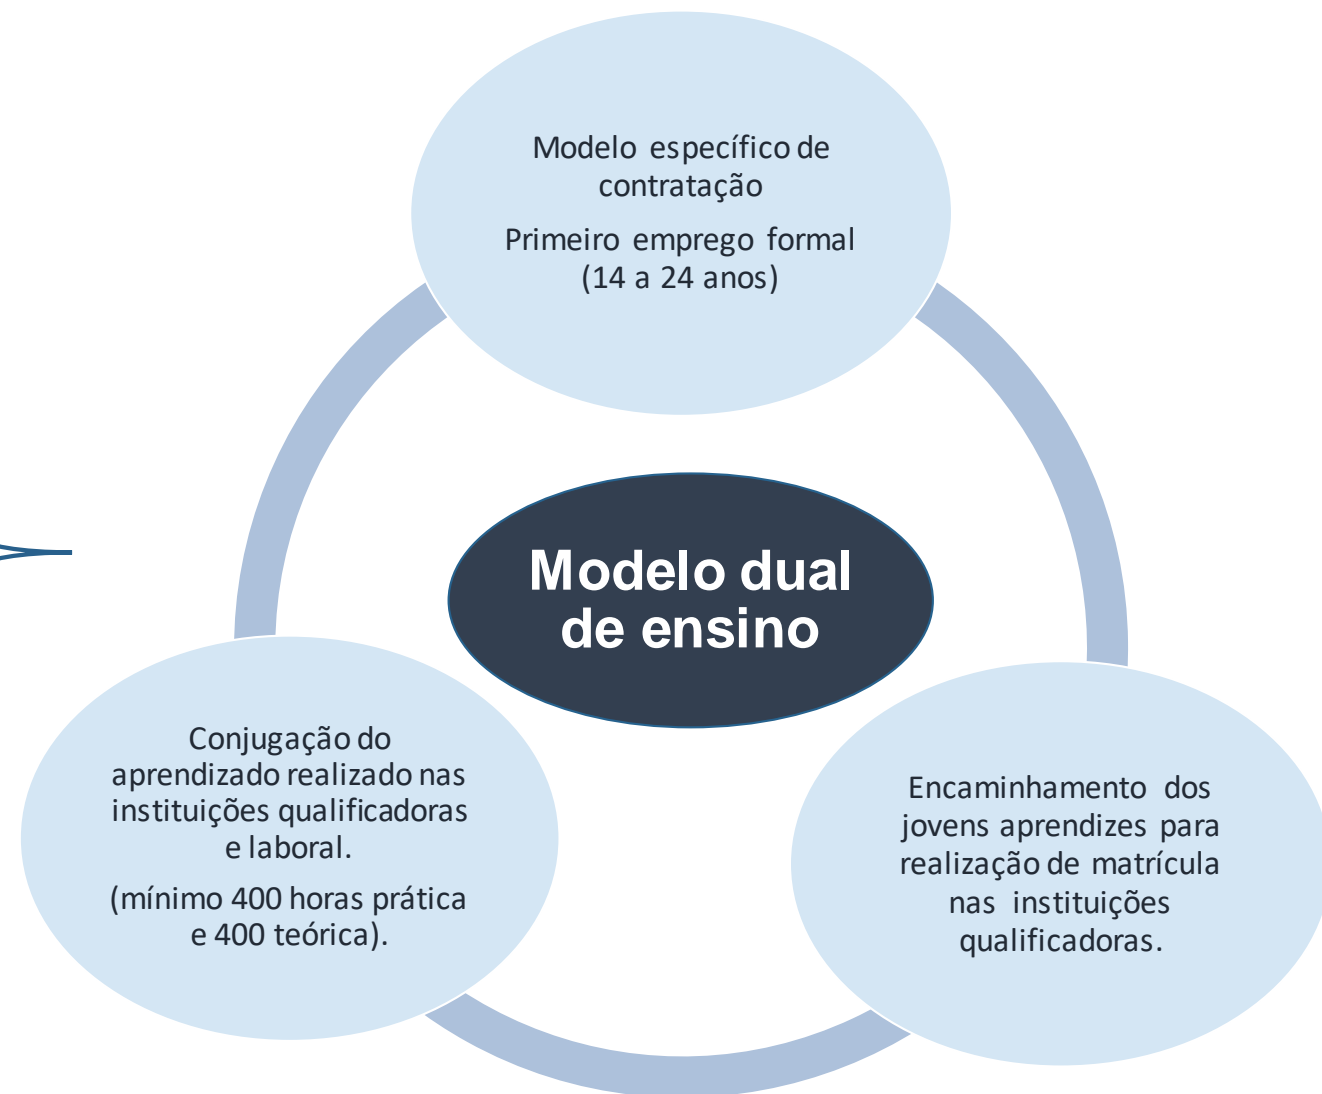 Modelo específico de
contratação
Primeiro emprego formal
(14 a 24 anos)
Modelo dual
de ensino
Conjugação do
aprendizado realizado nas
instituições qualificadoras
e laboral.
(mínimo 400 horas prática
e 400 teórica).
Encaminhamento dos
jovens aprendizes para
realização de matrícula
nas instituições
qualificadoras.